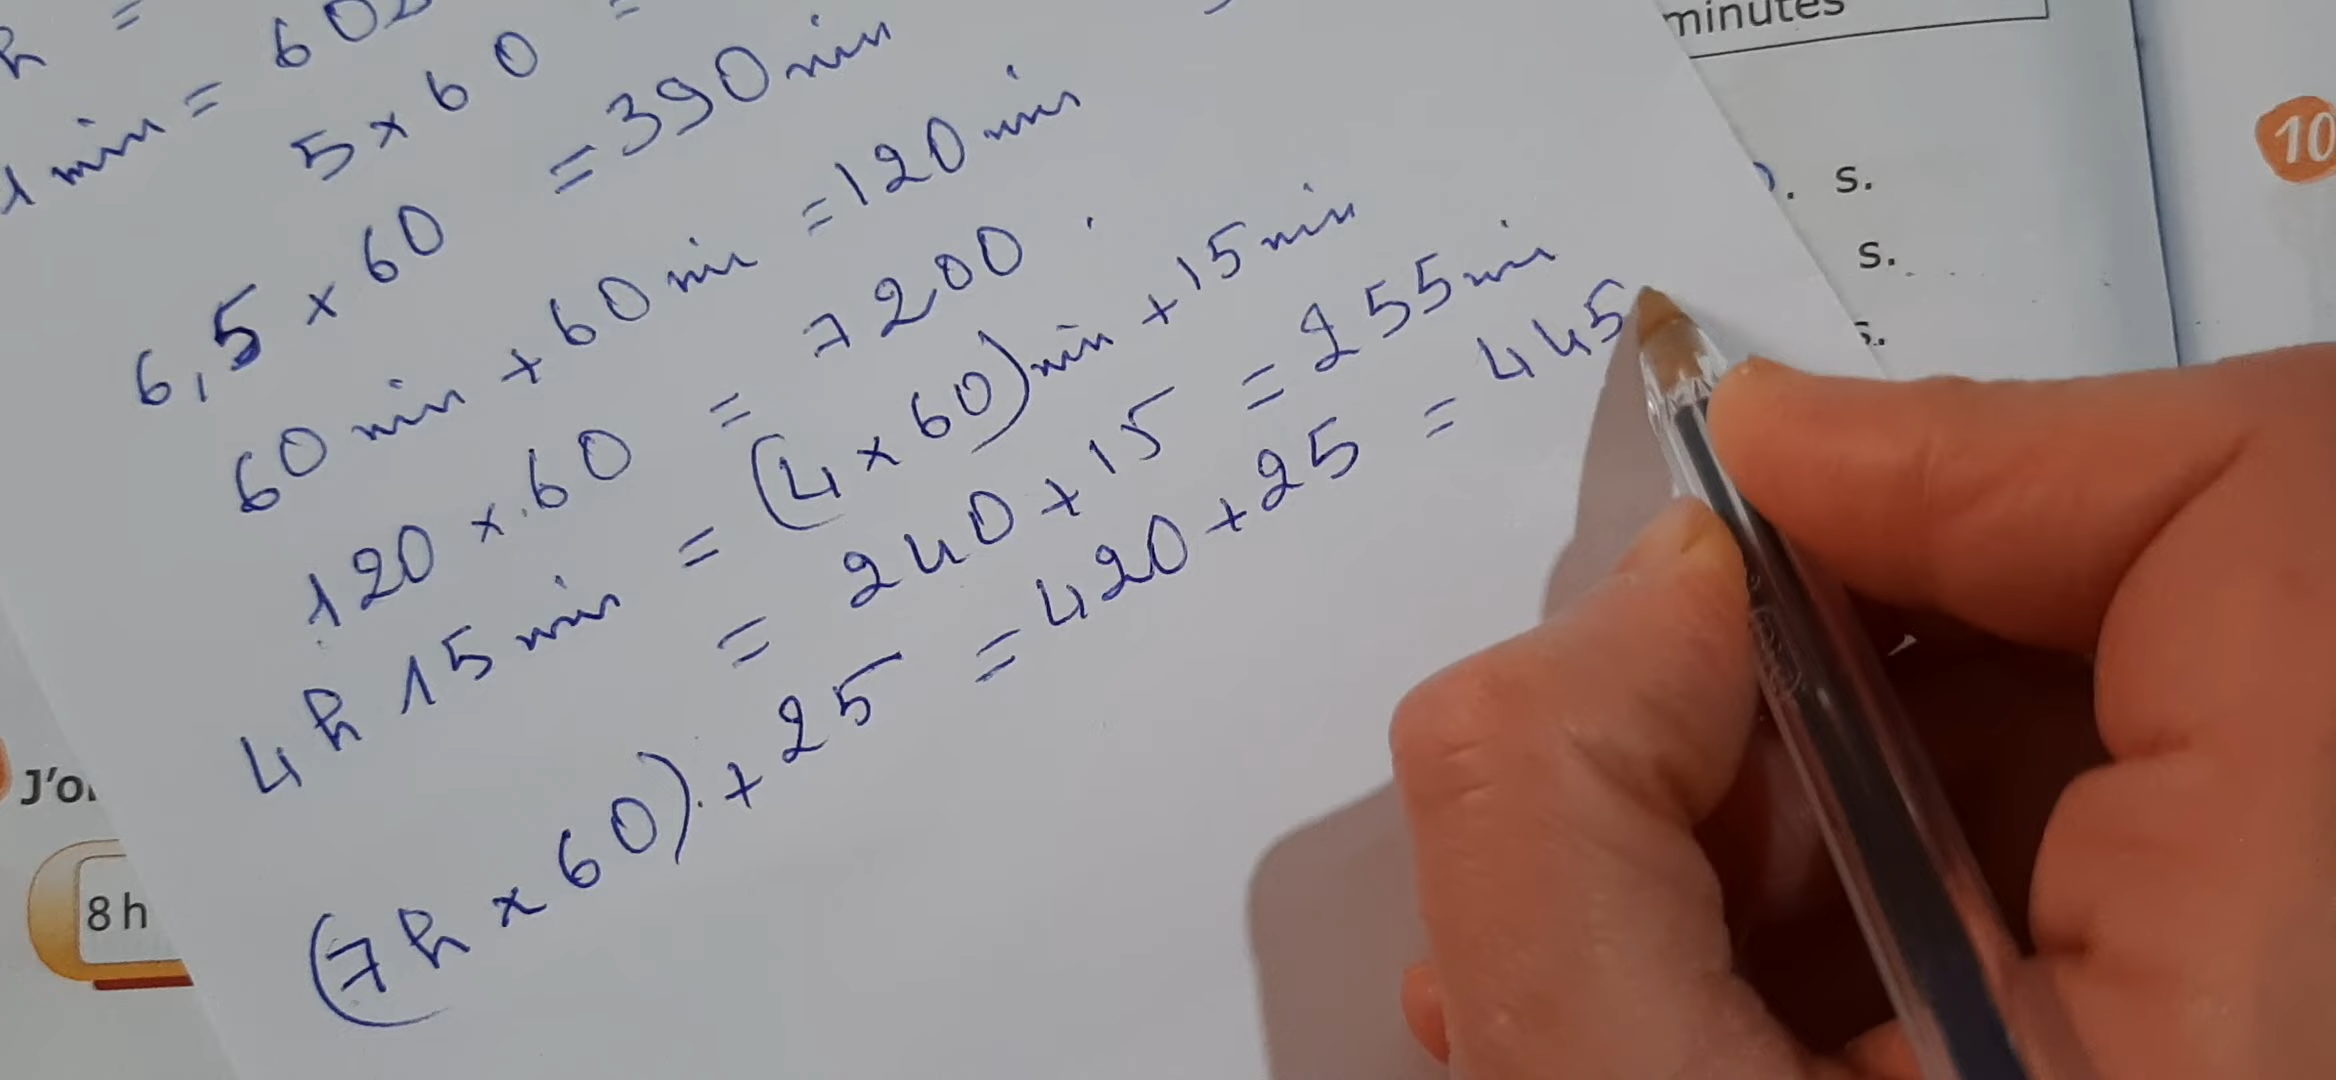 h =
1 min = 60
5 x 60 =
6,5 x 60 = 390 min
60 min + 60 min = 120 min
120 x 60 = 7200
4h 15 min = (4 x 60) min + 15 min
= 240 + 15 = 255 min
(7h x 60) + 25 = 420 + 25 = 445
minutes
s.
s.
s.
10
J'o
8 h